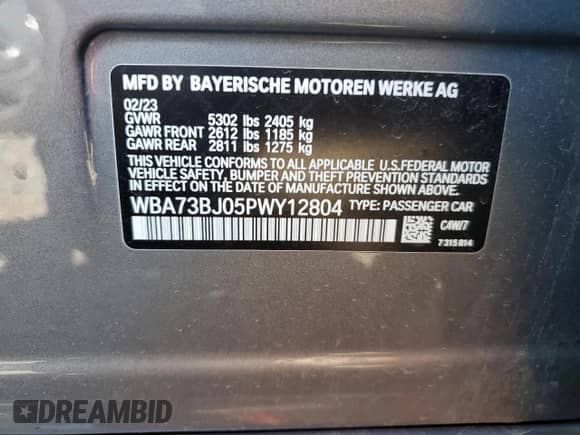 MFD BY BAYERISCHE MOTOREN WERKE AG
02/23
GVWR 5302 lbs 2405 kg
GAWR FRONT 2612 lbs 1185 kg
GAWR REAR 2811 lbs 1275 kg
THIS VEHICLE CONFORMS TO ALL APPLICABLE U.S.FEDERAL MOTOR
VEHICLE SAFETY, BUMPER AND THEFT PREVENTION STANDARDS
IN EFFECT ON THE DATE OF MANUFACTURE SHOWN ABOVE.
WBA73BJ05PWY12804 TYPE: PASSENGER CAR
C4W/7
7315814
DREAMBID